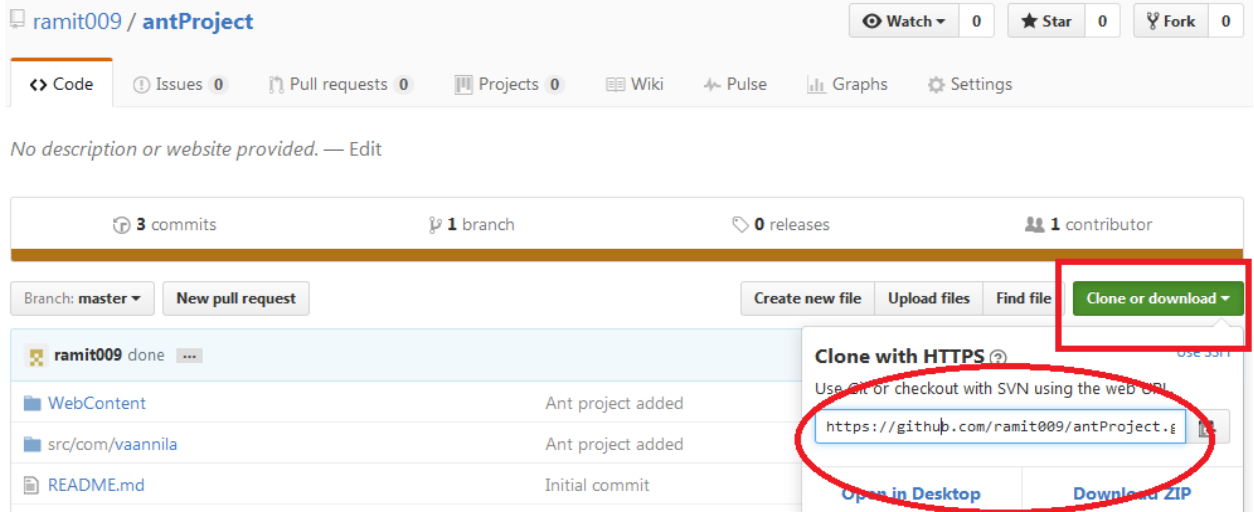 ramit009 / antProject
Watch 0 Star 0 Fork 0
Code Issues 0 Pull requests 0 Projects 0 Wiki Pulse Graphs Settings
No description or website provided. — Edit
3 commits 1 branch 0 releases 1 contributor
Branch: master New pull request Create new file Upload files Find file Clone or download
ramit009 done ...
Clone with HTTPS ?
Use SSH
Use Git or checkout with SVN using the web URL.
https://github.com/ramit009/antProject.g
Open in Desktop Download ZIP
WebContent Ant project added
src/com/vaannila Ant project added
README.md Initial commit